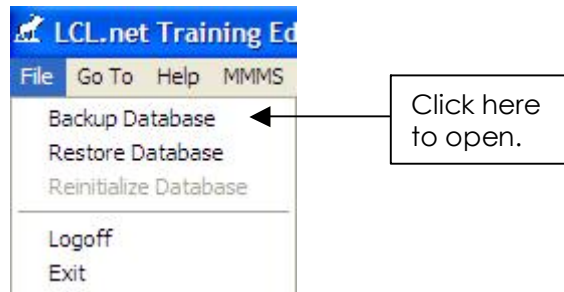 LCL.net Training Ed
File Go To Help MMMS
Backup Database
Click here
to open.
Restore Database
Reinitialize Database
Logoff
Exit